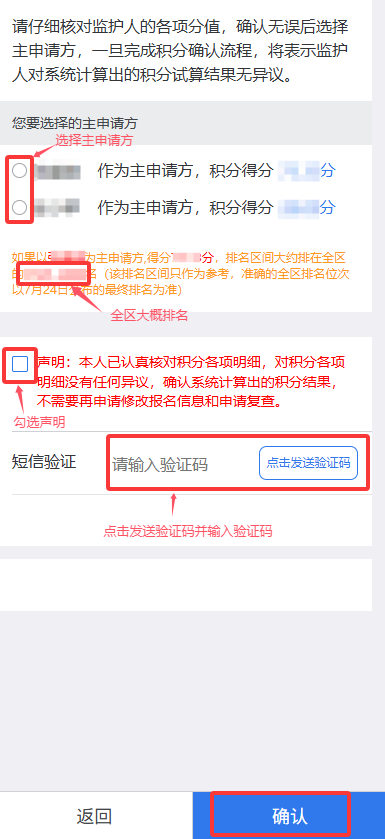 请仔细核对监护人的各项分值，确认无误后选择
主申请方，一旦完成积分确认流程，将表示监护
人对系统计算出的积分试算结果无异议。
您要选择的主申请方
选择主申请方
作为主申请方，积分得分 分
作为主申请方，积分得分 分
如果以 为主申请方,得分 分，排名区间大约排在全区
的 名（该排名区间只作为参考，准确的全区排名位次
以7月24日公布的最终排名为准）
全区大概排名
声明：本人已认真核对积分各项明细，对积分各项
明细没有任何异议，确认系统计算出的积分结果，
不需要再申请修改报名信息和申请复查。
勾选声明
短信验证 请输入验证码 点击发送验证码
点击发送验证码并输入验证码
返回 确认